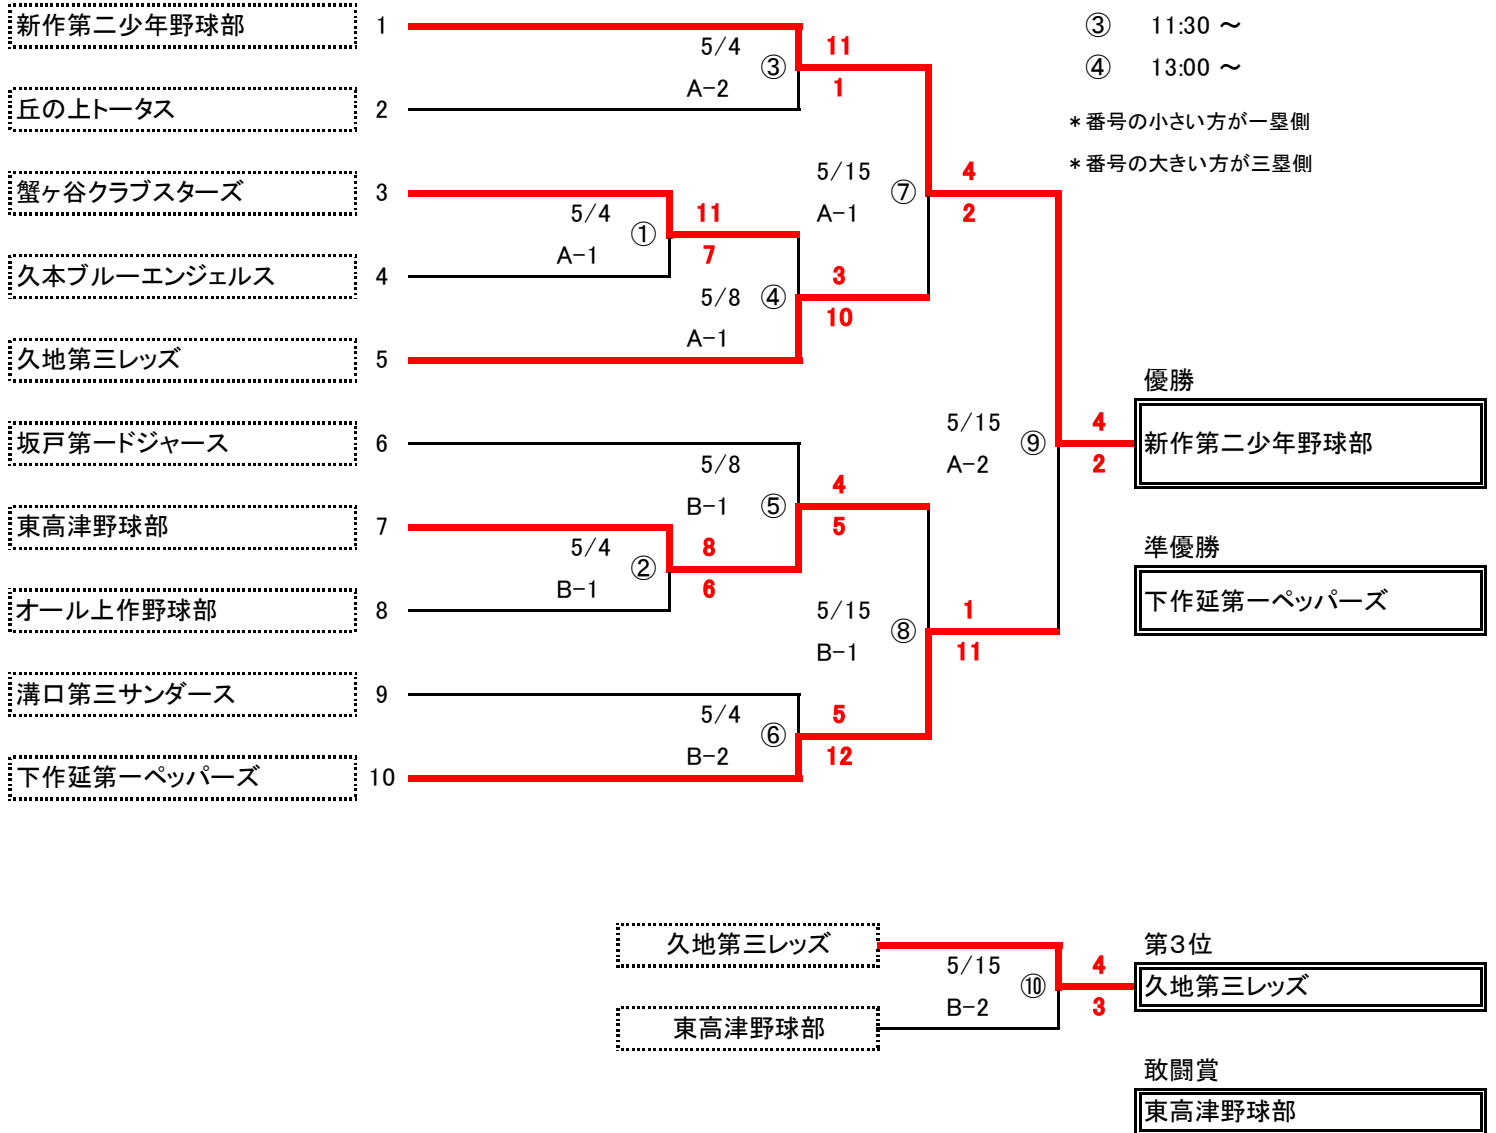 新作第二少年野球部 1
③ 11:30 ～
5/4
③
11
④ 13:00 ～
A-2
1
丘の上トータス 2
＊番号の小さい方が一塁側
＊番号の大きい方が三塁側
蟹ヶ谷クラブスターズ 3
5/4
①
11
A-1
7
久本ブルーエンジェルス 4
5/15
⑦
4
A-1
2
5/8
④
3
A-1
10
久地第三レッズ 5
優勝
坂戸第一ドジャース 6
5/15
⑨
4
新作第二少年野球部
A-2
2
5/8
4
B-1
⑤
5
東高津野球部 7
5/4
②
8
B-1
6
準優勝
下作延第一ペッパーズ
オール上作野球部 8
5/15
⑧
1
B-1
11
溝口第三サンダース 9
5/4
⑥
5
B-2
12
下作延第一ペッパーズ 10
久地第三レッズ
第3位
5/15
⑩
4
久地第三レッズ
B-2
3
東高津野球部
敢闘賞
東高津野球部